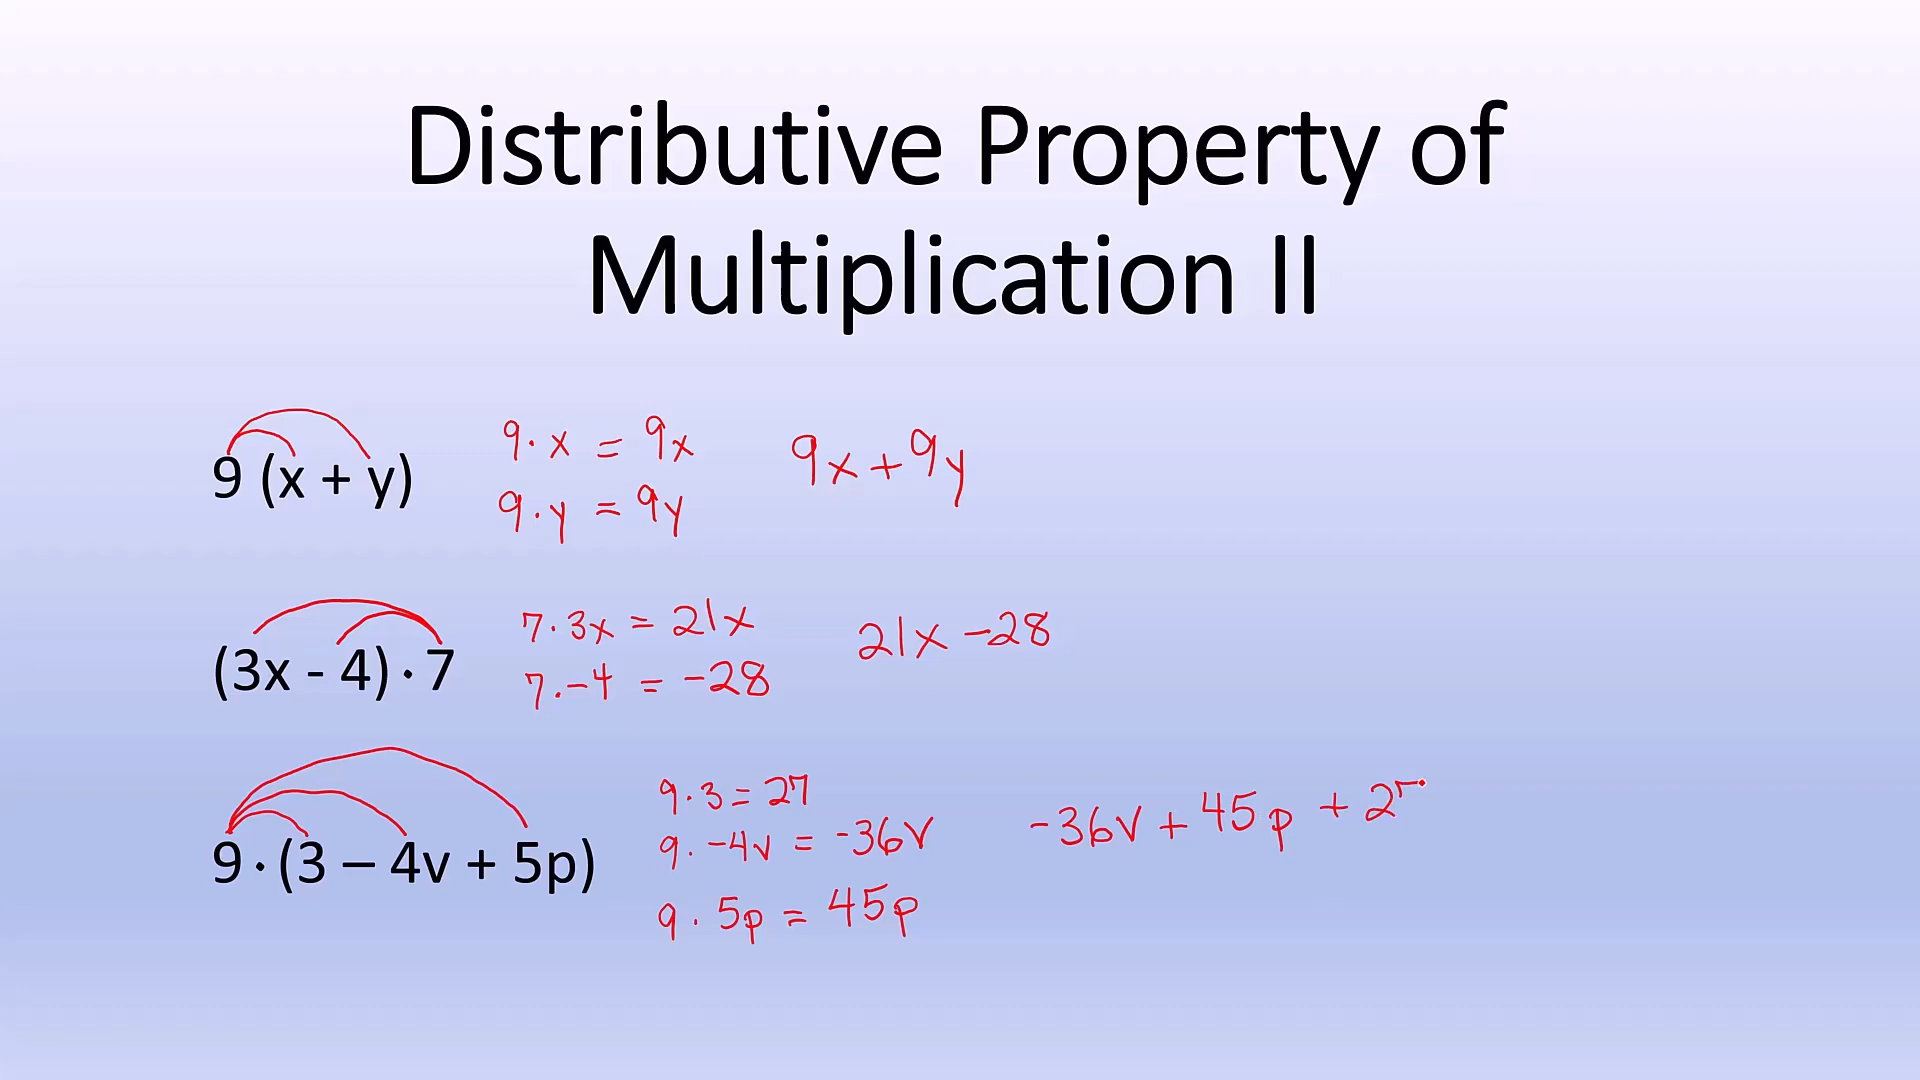 Distributive Property of
Multiplication II
9 (x + y)
9 · x = 9x
9 · y = 9y
9x + 9y
(3x - 4) · 7
7 · 3x = 21x
7 · -4 = -28
21x - 28
9 · (3 – 4v + 5p)
9 · 3 = 27
9 · -4v = -36v
9 · 5p = 45p
-36v + 45p + 2